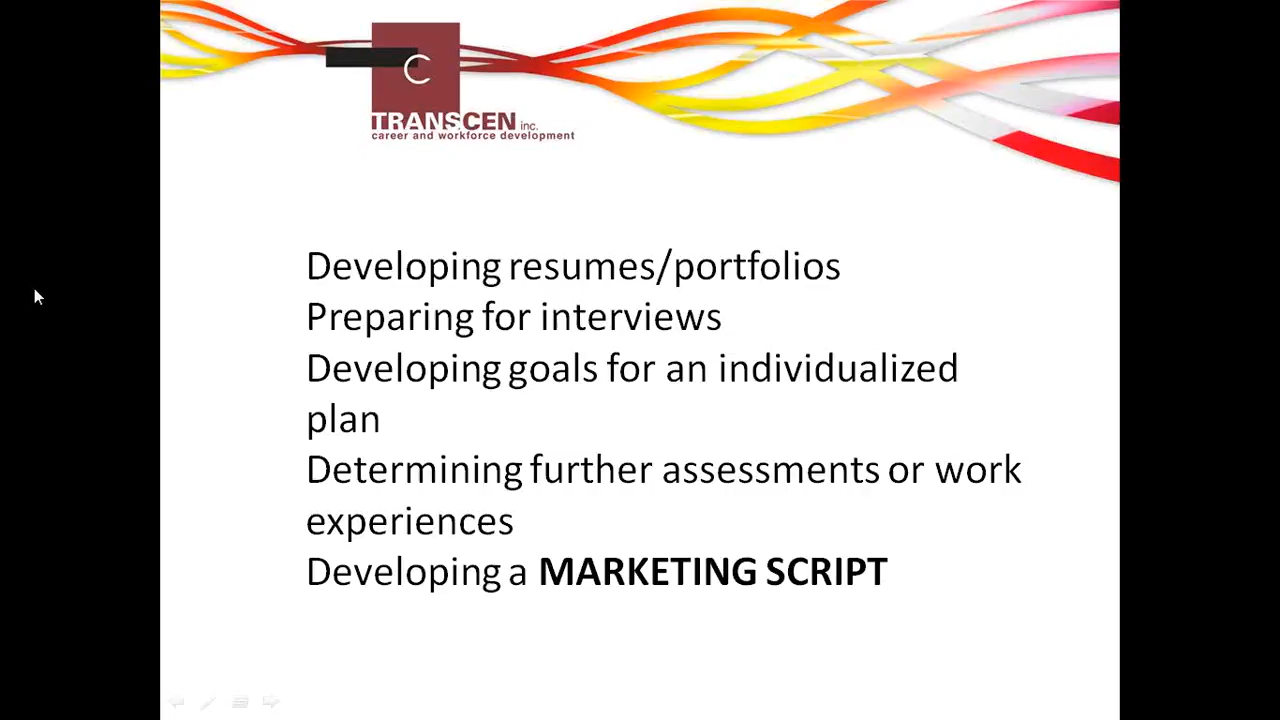 C
TRANSCEN inc.
career and workforce development
Developing resumes/portfolios
Preparing for interviews
Developing goals for an individualized
plan
Determining further assessments or work
experiences
Developing a MARKETING SCRIPT